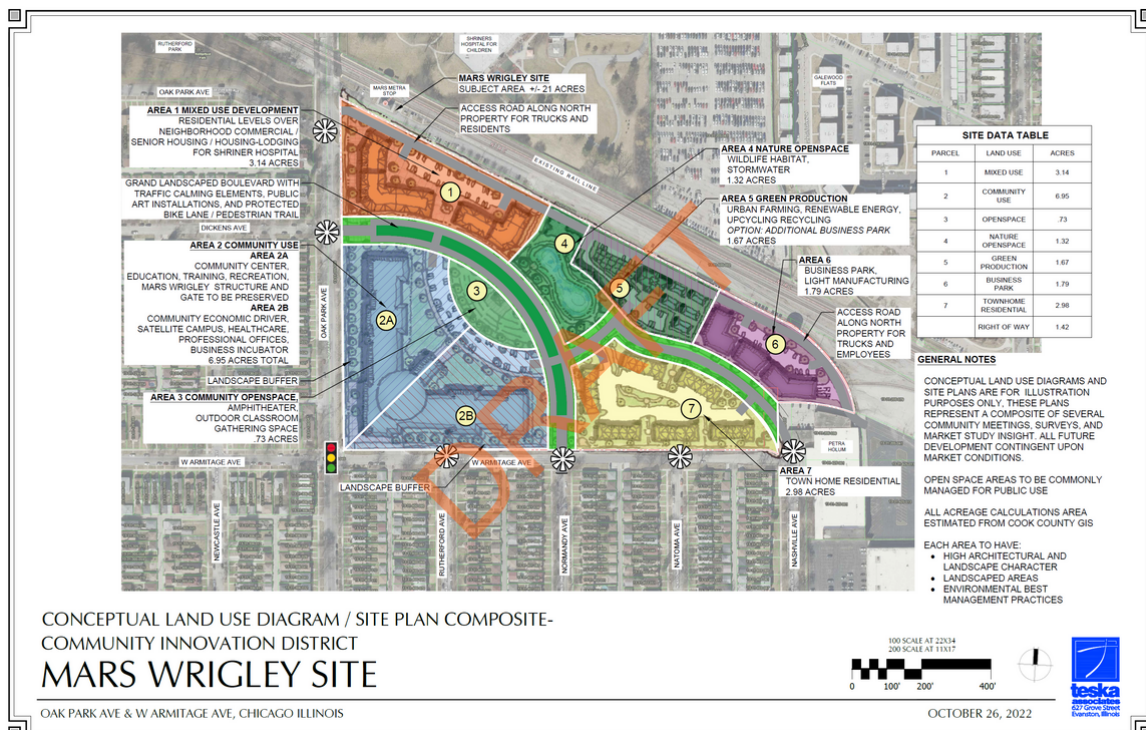 RUTHERFORD
PARK
SHRINERS
HOSPITAL FOR
CHILDREN
OAK PARK AVE
MARS METRA
STOP
MARS WRIGLEY SITE
SUBJECT AREA +/- 21 ACRES
GALEWOOD
FLATS
AREA 1 MIXED USE DEVELOPMENT
RESIDENTIAL LEVELS OVER
NEIGHBORHOOD COMMERCIAL /
SENIOR HOUSING / HOUSING-LODGING
FOR SHRINER HOSPITAL
3.14 ACRES
ACCESS ROAD ALONG NORTH
PROPERTY FOR TRUCKS AND
RESIDENTS
EXISTING RAIL LINE
GRAND LANDSCAPED BOULEVARD WITH
TRAFFIC CALMING ELEMENTS, PUBLIC
ART INSTALLATIONS, AND PROTECTED
BIKE LANE / PEDESTRIAN TRAIL
DICKENS AVE
AREA 4 NATURE OPENSPACE
WILDLIFE HABITAT,
STORMWATER
1.32 ACRES
AREA 5 GREEN PRODUCTION
URBAN FARMING, RENEWABLE ENERGY,
UPCYCLING RECYCLING
OPTION: ADDITIONAL BUSINESS PARK
1.67 ACRES
AREA 2 COMMUNITY USE
AREA 2A
COMMUNITY CENTER,
EDUCATION, TRAINING, RECREATION,
MARS WRIGLEY STRUCTURE AND
GATE TO BE PRESERVED
AREA 2B
COMMUNITY ECONOMIC DRIVER,
SATELLITE CAMPUS, HEALTHCARE,
PROFESSIONAL OFFICES,
BUSINESS INCUBATOR
6.95 ACRES TOTAL
OAK PARK AVE
AREA 6
BUSINESS PARK,
LIGHT MANUFACTURING
1.79 ACRES
ACCESS ROAD
ALONG NORTH
PROPERTY FOR
TRUCKS AND
EMPLOYEES
LANDSCAPE BUFFER
AREA 3 COMMUNITY OPENSPACE,
AMPHITHEATER,
OUTDOOR CLASSROOM
GATHERING SPACE
.73 ACRES
1
2A
3
4
5
6
2B
7
DRAFT
W ARMITAGE AVE
W ARMITAGE AVE
LANDSCAPE BUFFER
PETRA
HOLUM
AREA 7
TOWN HOME RESIDENTIAL
2.98 ACRES
NEWCASTLE AVE
RUTHERFORD AVE
NORMANDY AVE
NATOMA AVE
NASHVILLE AVE
SITE DATA TABLE
PARCEL LAND USE ACRES
1 MIXED USE 3.14
2 COMMUNITY USE 6.95
3 OPENSPACE .73
4 NATURE OPENSPACE 1.32
5 GREEN PRODUCTION 1.67
6 BUSINESS PARK 1.79
7 TOWNHOME RESIDENTIAL 2.98
RIGHT OF WAY 1.42
GENERAL NOTES
CONCEPTUAL LAND USE DIAGRAMS AND
SITE PLANS ARE FOR ILLUSTRATION
PURPOSES ONLY, THESE PLANS
REPRESENT A COMPOSITE OF SEVERAL
COMMUNITY MEETINGS, SURVEYS, AND
MARKET STUDY INSIGHT. ALL FUTURE
DEVELOPMENT CONTINGENT UPON
MARKET CONDITIONS.
OPEN SPACE AREAS TO BE COMMONLY
MANAGED FOR PUBLIC USE
ALL ACREAGE CALCULATIONS AREA
ESTIMATED FROM COOK COUNTY GIS
EACH AREA TO HAVE:
• HIGH ARCHITECTURAL AND
LANDSCAPE CHARACTER
• LANDSCAPED AREAS
• ENVIRONMENTAL BEST
MANAGEMENT PRACTICES
CONCEPTUAL LAND USE DIAGRAM / SITE PLAN COMPOSITE-
COMMUNITY INNOVATION DISTRICT
MARS WRIGLEY SITE
OAK PARK AVE & W ARMITAGE AVE, CHICAGO ILLINOIS
100 SCALE AT 22X34
200 SCALE AT 11X17
0 100' 200' 400'
OCTOBER 26, 2022
teska
associates
627 Grove Street
Evanston, Illinois